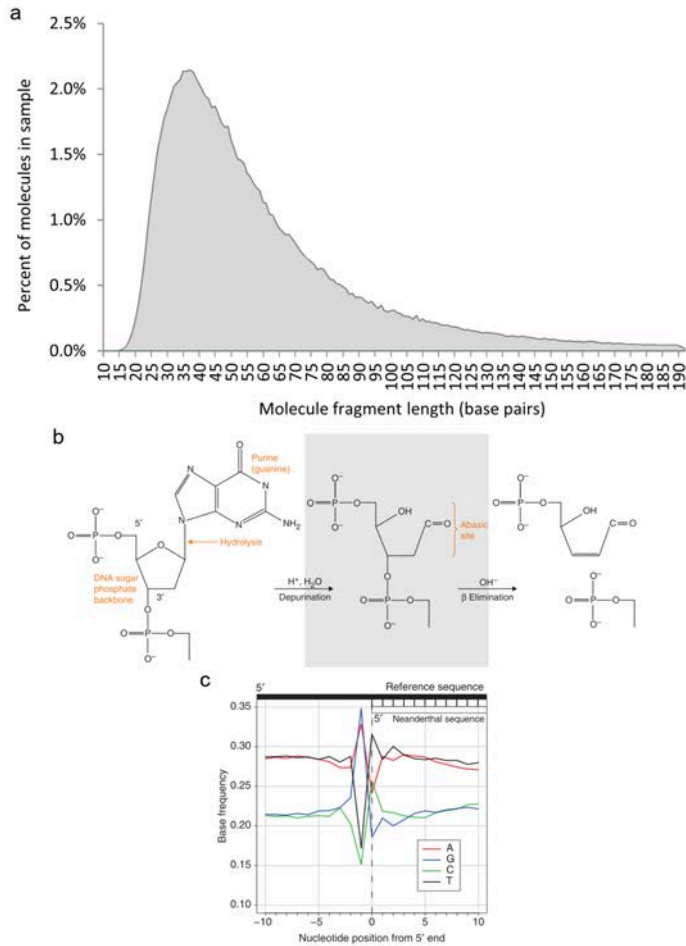 a
Percent of molecules in sample
2.5%
2.0%
1.5%
1.0%
0.5%
0.0%
10 15 20 25 30 35 40 45 50 55 60 65 70 75 80 85 90 95 100 105 110 115 120 125 130 135 140 145 150 155 160 165 170 175 180 185 190
Molecule fragment length (base pairs)
b
O
Purine
(guanine)
N
N
N
N
NH₂
O⁻
O
P
O
O⁻
5′
O
Hydrolysis
DNA sugar
phosphate
backbone
3′
O
O
P
O
O⁻
H⁺, H₂O
Depurination
O⁻
O
P
O
O⁻
OH
O
Abasic
site
O
O
P
O
O⁻
OH⁻
β Elimination
O⁻
O
P
O
O⁻
OH
O
O⁻
O
P
O
O⁻
c
5′
Reference sequence
5′
Neanderthal sequence
Base frequency
0.35
0.30
0.25
0.20
0.15
0.10
A
G
C
T
−10 −5 0 5 10
Nucleotide position from 5′ end